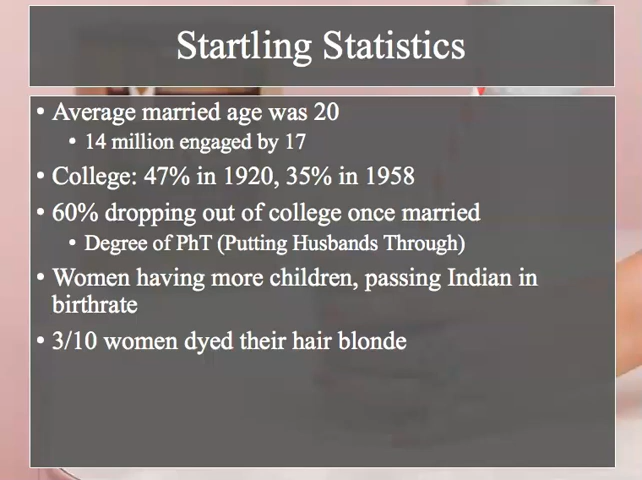 Startling Statistics
• Average married age was 20
• 14 million engaged by 17
• College: 47% in 1920, 35% in 1958
• 60% dropping out of college once married
• Degree of PhT (Putting Husbands Through)
• Women having more children, passing Indian in
birthrate
• 3/10 women dyed their hair blonde